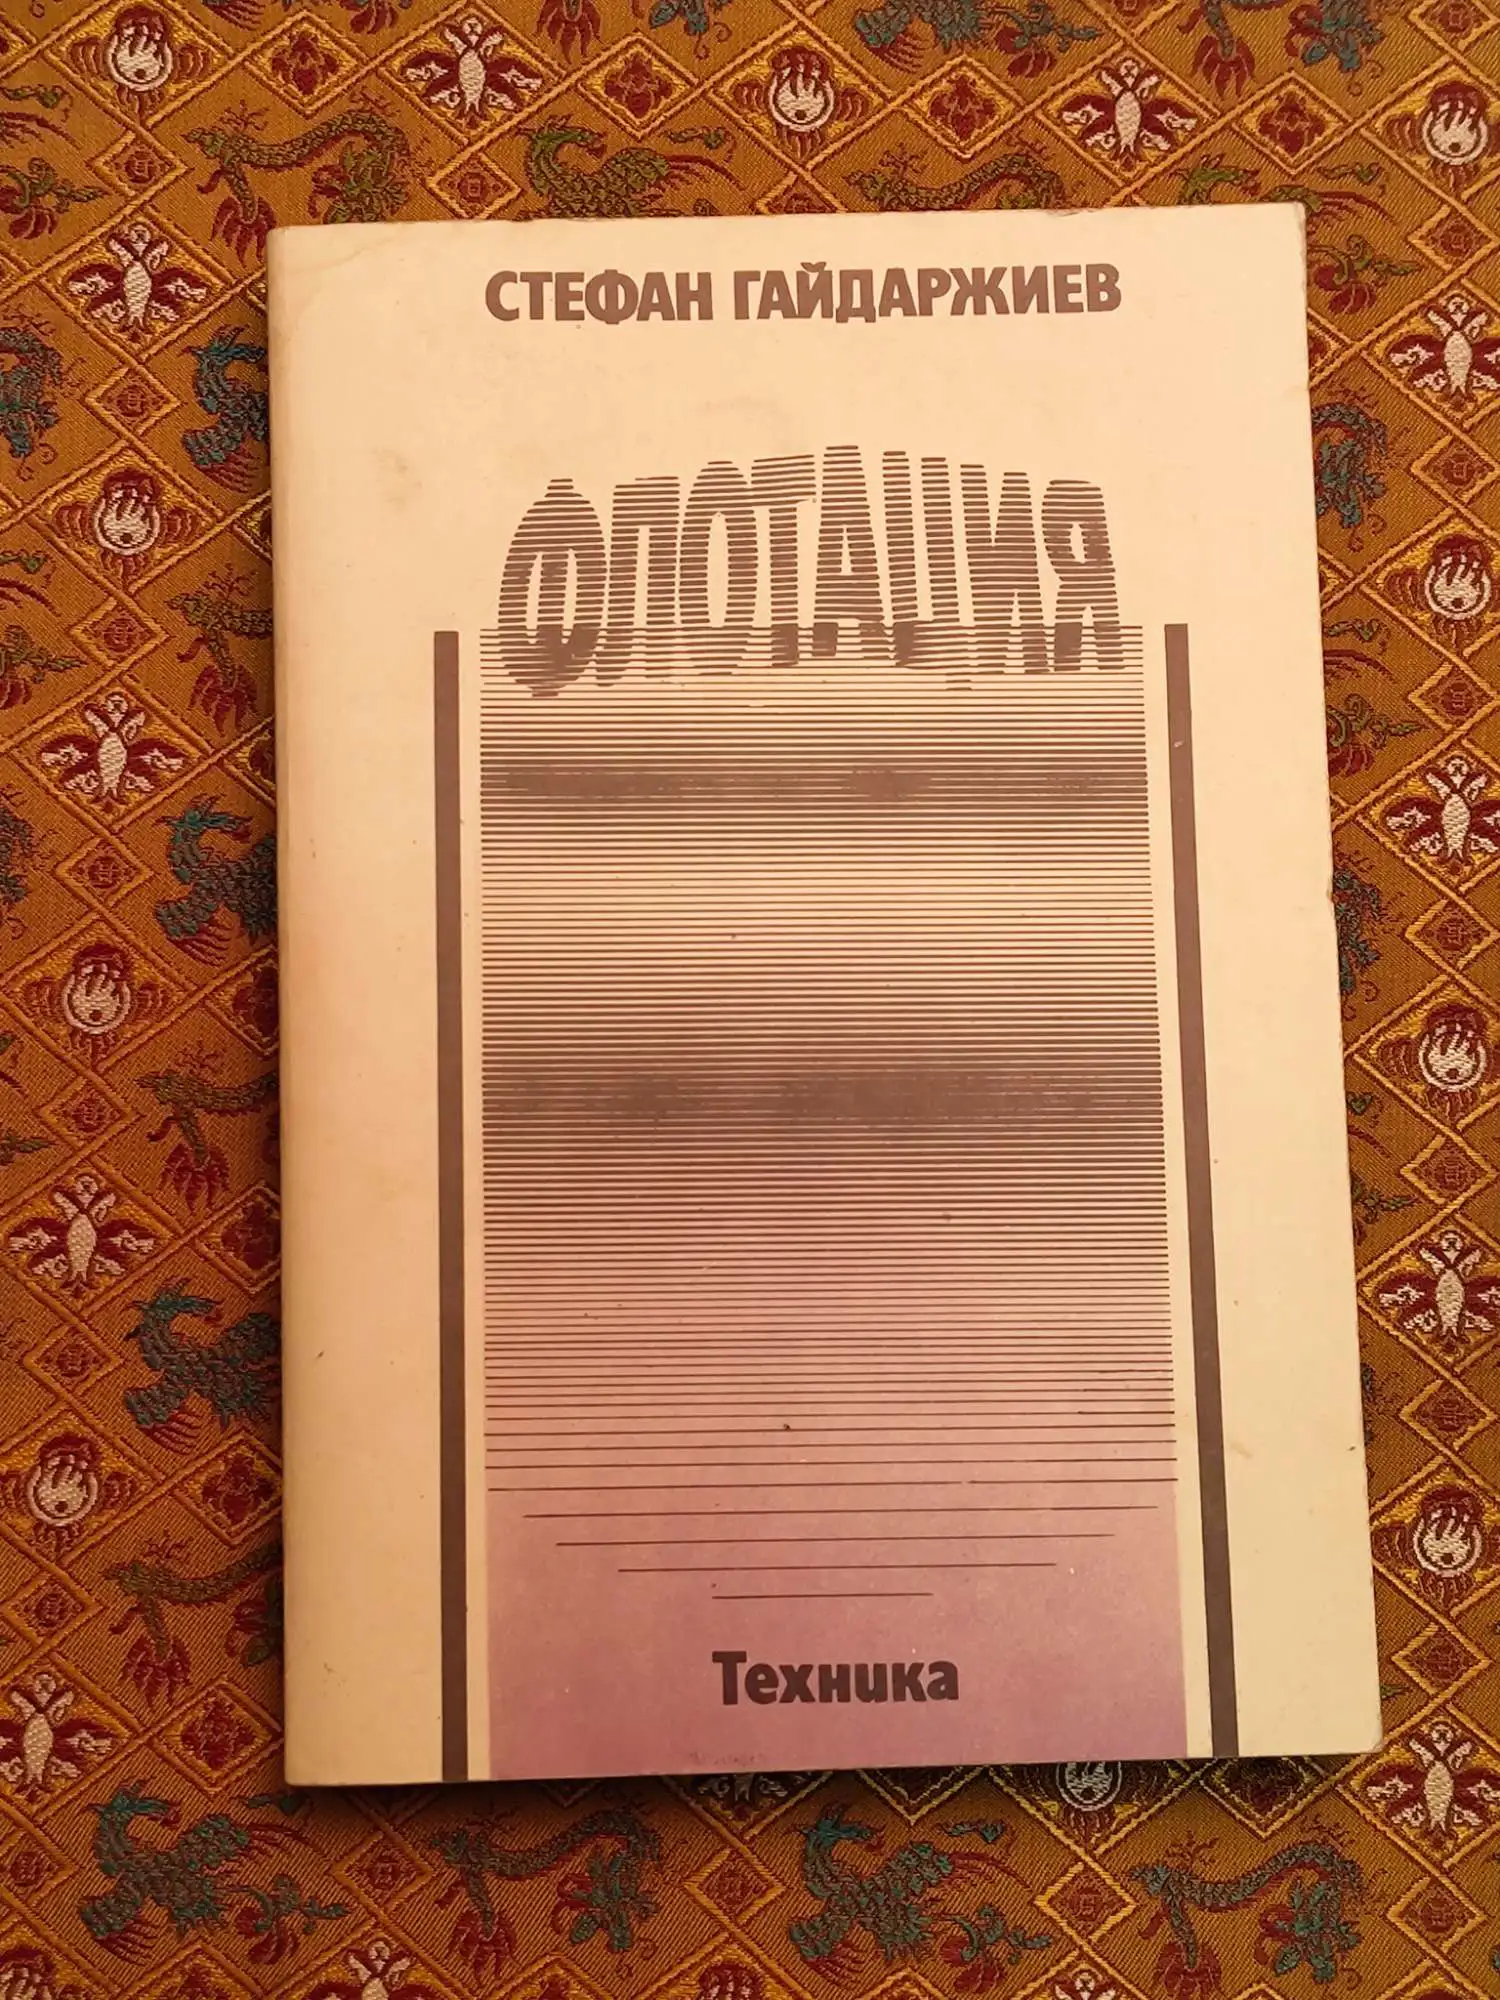 СТЕФАН ГАЙДАРЖИЕВ
ФЛОТАЦИЯ
Техника